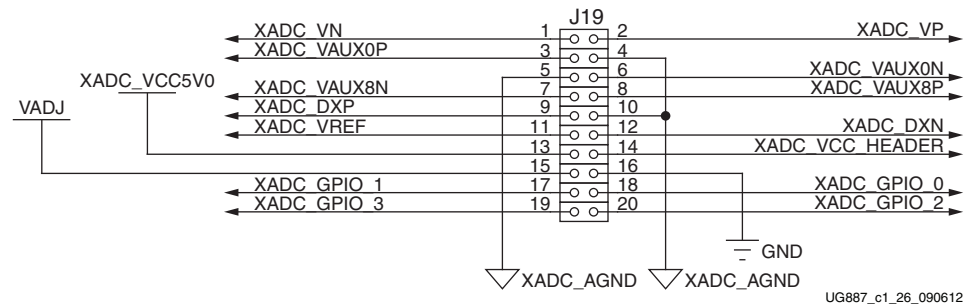 J19
XADC_VN 1 2 XADC_VP
XADC_VAUX0P 3 4
5 6 XADC_VAUX0N
XADC_VCC5V0
XADC_VAUX8N 7 8 XADC_VAUX8P
VADJ
XADC_DXP 9 10
XADC_VREF 11 12 XADC_DXN
13 14 XADC_VCC_HEADER
15 16
XADC_GPIO_1 17 18 XADC_GPIO_0
XADC_GPIO_3 19 20 XADC_GPIO_2
GND
XADC_AGND XADC_AGND
UG887_c1_26_090612